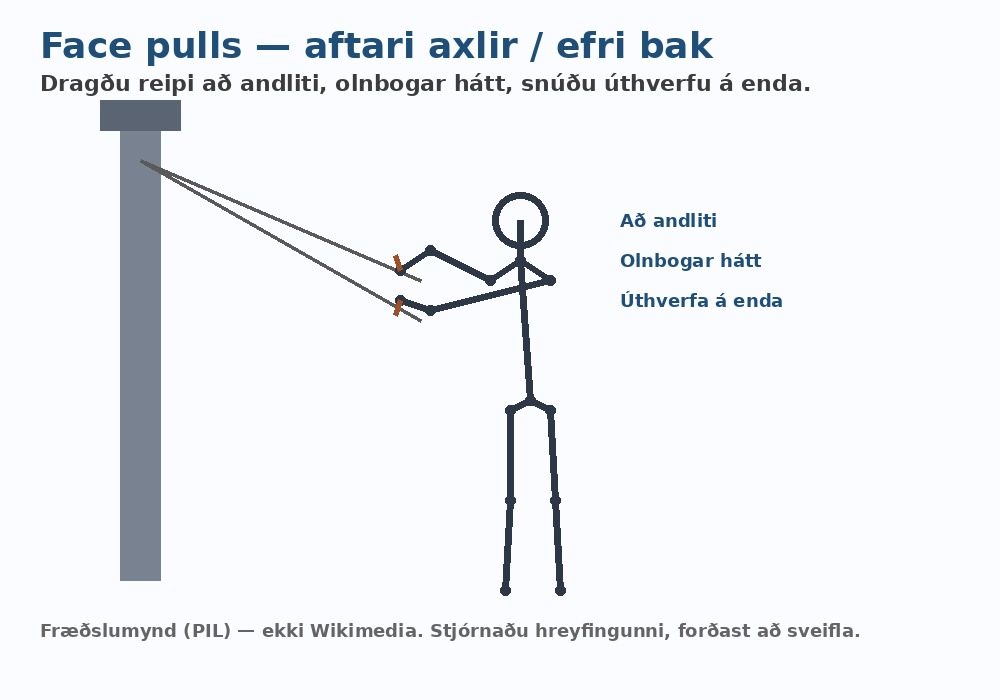 Face pulls — aftari axlir / efri bak
Dragðu reipi að andliti, olnbogar hátt, snúðu úthverfu á enda.
Að andliti
Olnbogar hátt
Úthverfa á enda
Fræðslumynd (PIL) — ekki Wikimedia. Stjórnaðu hreyfingunni, forðast að sveifla.